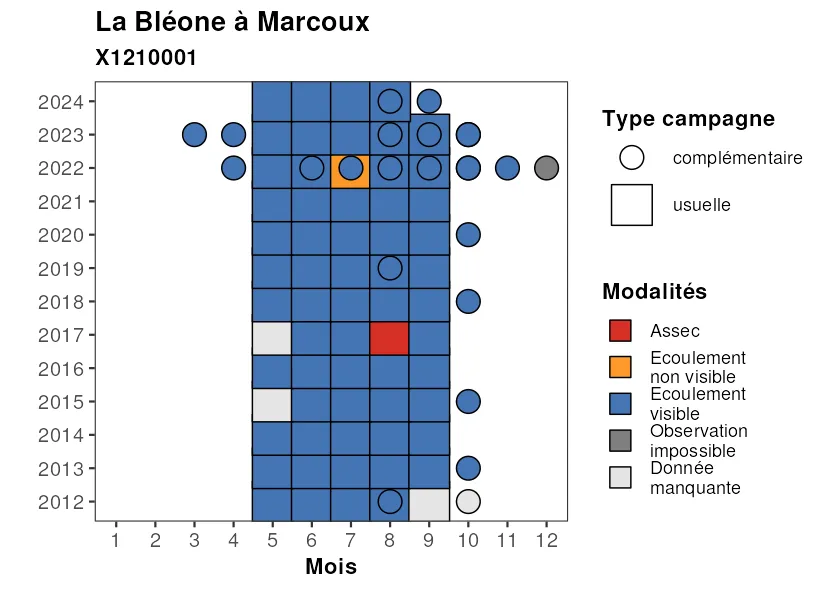 La Bléone à Marcoux
X1210001
2024
2023
2022
2021
2020
2019
2018
2017
2016
2015
2014
2013
2012
1 2 3 4 5 6 7 8 9 10 11 12
Mois
Type campagne
complémentaire
usuelle
Modalités
Assec
Ecoulement
non visible
Ecoulement
visible
Observation
impossible
Donnée
manquante